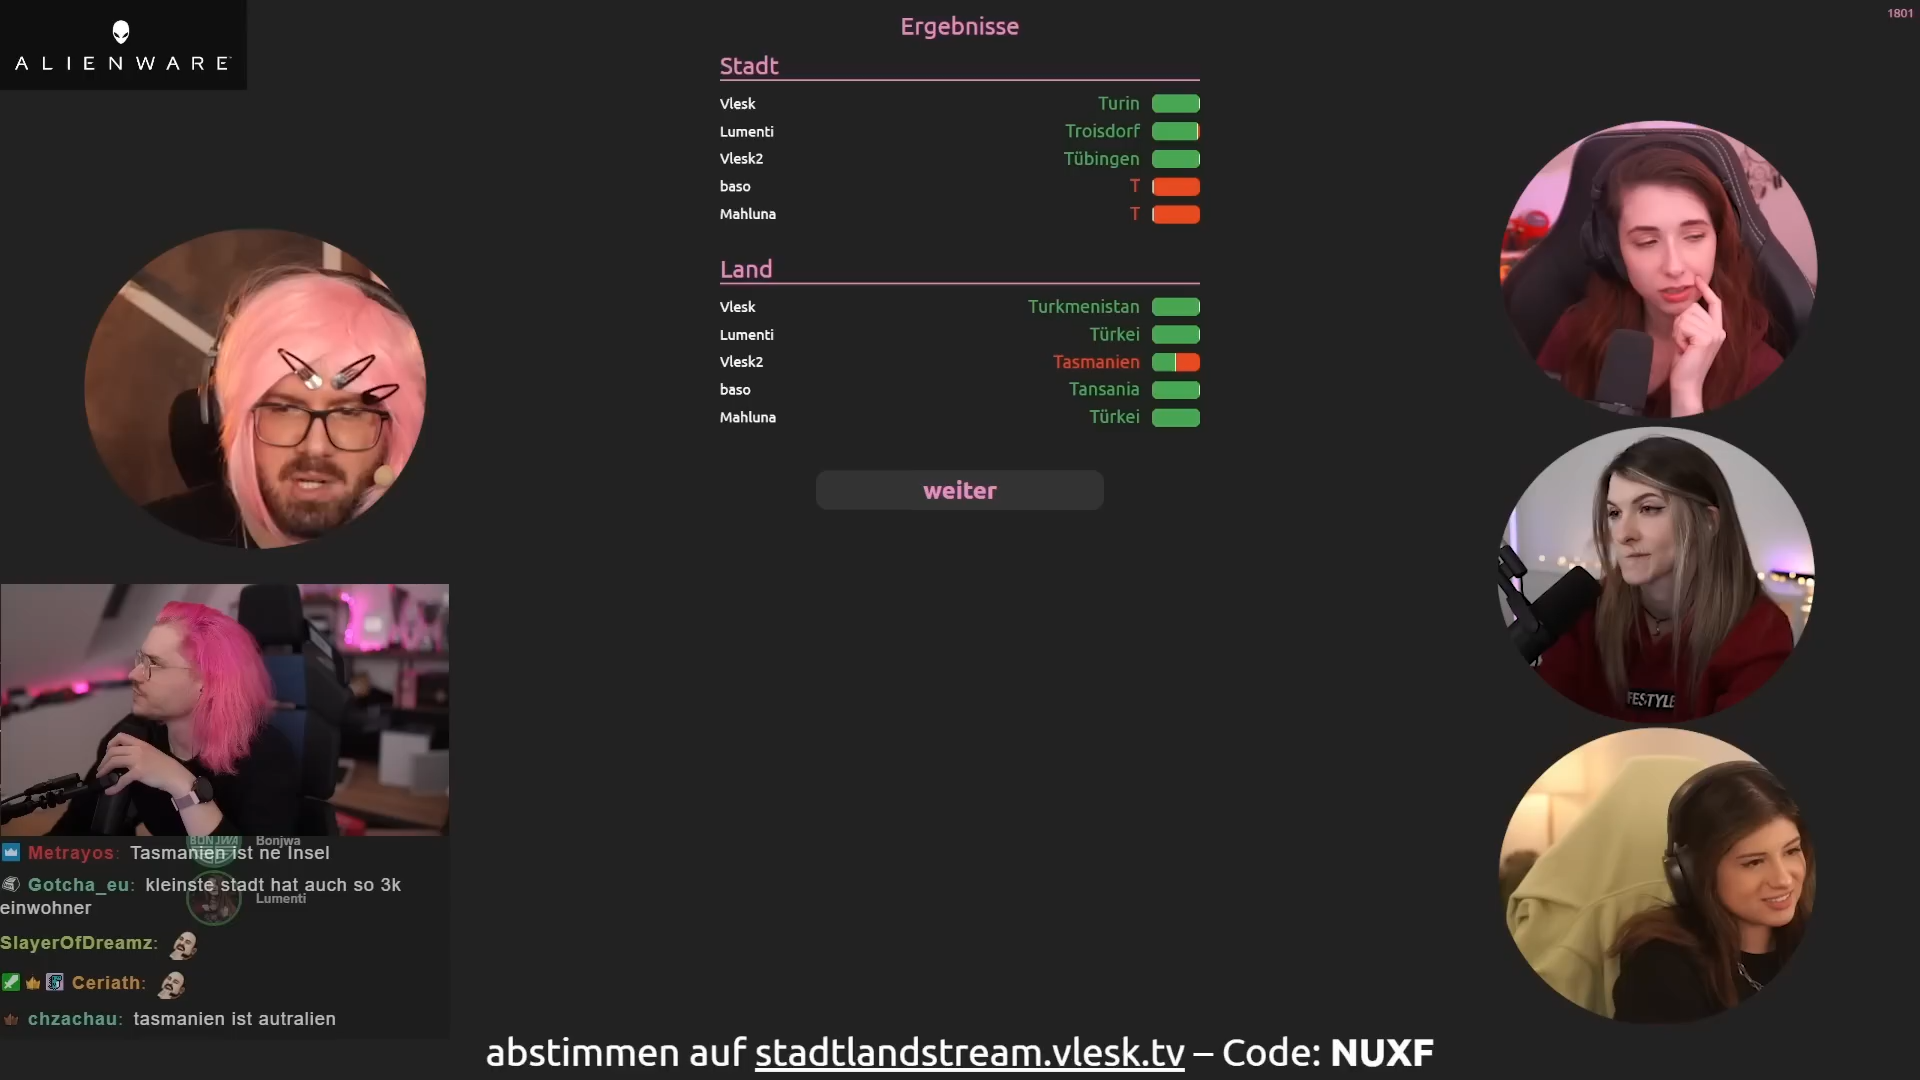 ALIENWARE
Ergebnisse
1801
Stadt
Vlesk Turin
Lumenti Troisdorf
Vlesk2 Tübingen
baso T
Mahluna T
Land
Vlesk Turkmenistan
Lumenti Türkei
Vlesk2 Tasmanien
baso Tansania
Mahluna Türkei
weiter
FESTYLE
BONJWA Bonjwa
Metrayos: Tasmanien ist ne Insel
Gotcha_eu: kleinste stadt hat auch so 3k
einwohner
Lumenti
SlayerOfDreamz:
Ceriath:
chzachau: tasmanien ist autralien
abstimmen auf stadtlandstream.vlesk.tv – Code: NUXF